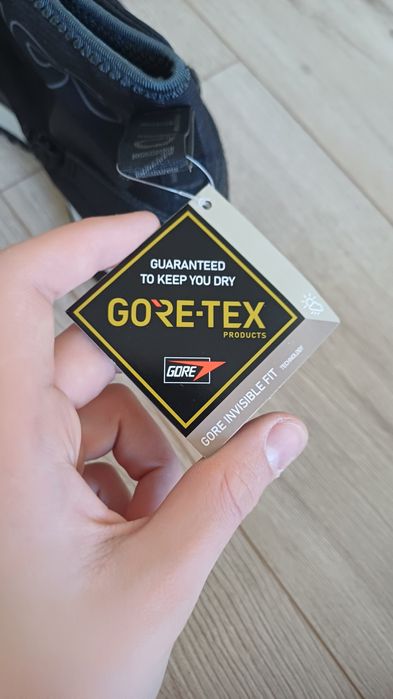 GUARANTEED
TO KEEP YOU DRY
GORE-TEX
PRODUCTS
GORE
GORE INVISIBLE FIT TECHNOLOGY